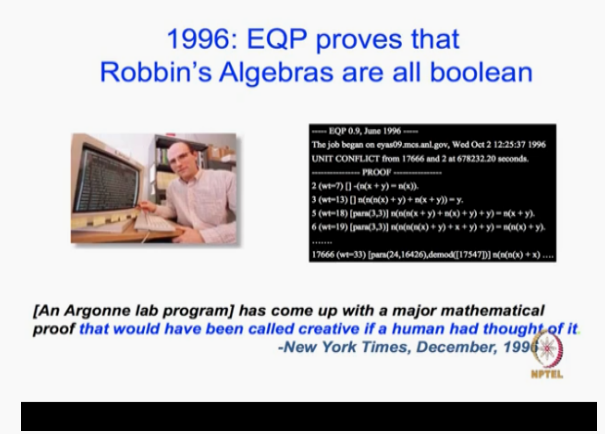 1996: EQP proves that
Robbin's Algebras are all boolean
----- EQP 0.9, June 1996 -----
The job began on eyas09.mcs.anl.gov, Wed Oct 2 12:25:37 1996
UNIT CONFLICT from 17666 and 2 at 678232.20 seconds.
---------------- PROOF ----------------
2 (wt=7) [] -(n(x + y) = n(x)).
3 (wt=13) [] n(n(n(x) + y) + n(x + y)) = y.
5 (wt=18) [para(3,3)] n(n(n(x + y) + n(x) + y) + y) = n(x + y).
6 (wt=19) [para(3,3)] n(n(n(n(x) + y) + x + y) + y) = n(n(x) + y).
.......
17666 (wt=33) [para(24,16426),demod([17547])] n(n(n(x) + x) ....
[An Argonne lab program] has come up with a major mathematical
proof that would have been called creative if a human had thought of it.
-New York Times, December, 1996
NPTEL